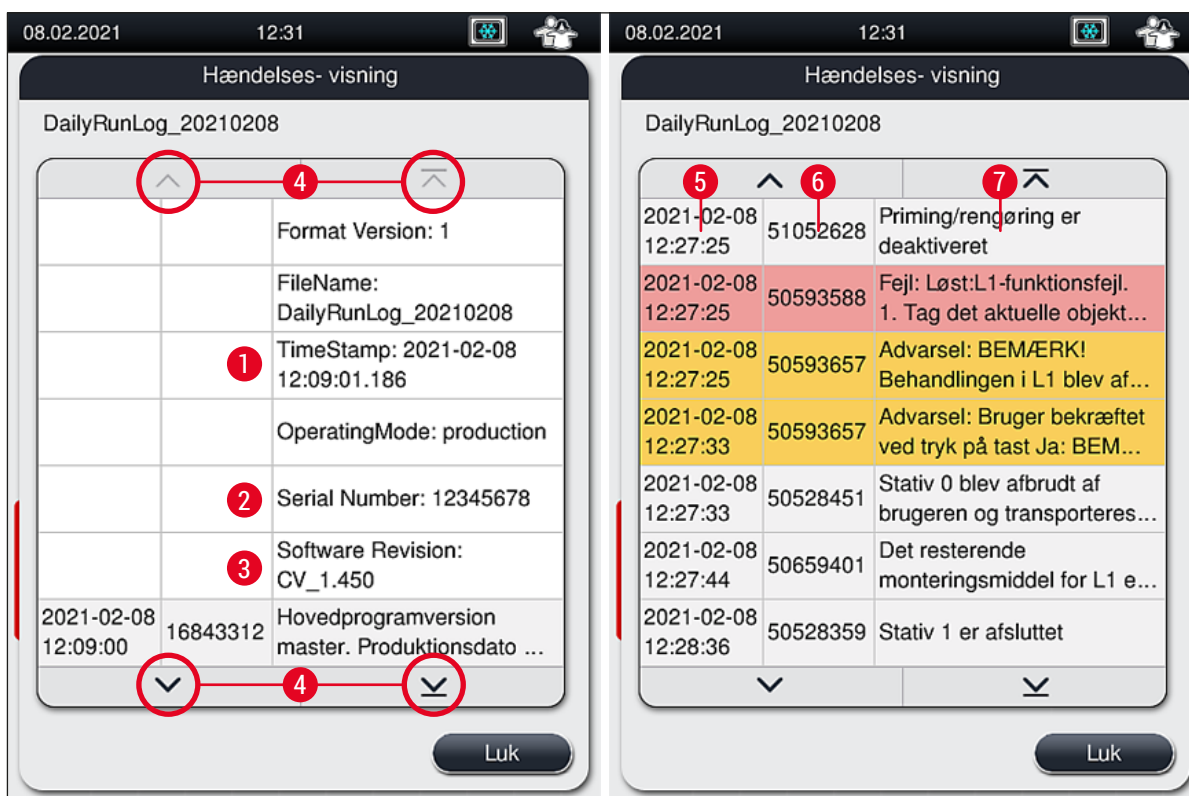 08.02.2021 12:31
Hændelses- visning
DailyRunLog_20210208
4
Format Version: 1
FileName:
DailyRunLog_20210208
1
TimeStamp: 2021-02-08
12:09:01.186
OperatingMode: production
2
Serial Number: 12345678
3
Software Revision:
CV_1.450
2021-02-08
12:09:00
16843312
Hovedprogramversion
master. Produktionsdato ...
4
Luk
08.02.2021 12:31
Hændelses- visning
DailyRunLog_20210208
5 6 7
2021-02-08
12:27:25
51052628
Priming/rengøring er
deaktiveret
2021-02-08
12:27:25
50593588
Fejl: Løst:L1-funktionsfejl.
1. Tag det aktuelle objekt...
2021-02-08
12:27:25
50593657
Advarsel: BEMÆRK!
Behandlingen i L1 blev af...
2021-02-08
12:27:33
50593657
Advarsel: Bruger bekræftet
ved tryk på tast Ja: BEM...
2021-02-08
12:27:33
50528451
Stativ 0 blev afbrudt af
brugeren og transporteres...
2021-02-08
12:27:44
50659401
Det resterende
monteringsmiddel for L1 e...
2021-02-08
12:28:36
50528359
Stativ 1 er afsluttet
Luk